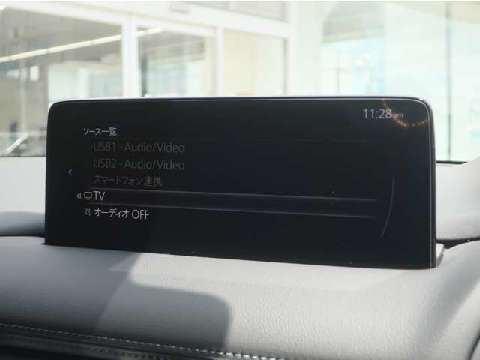 11:28
ソース一覧
USB1 - Audio/Video
USB2 - Audio/Video
スマートフォン連携
TV
オーディオ OFF